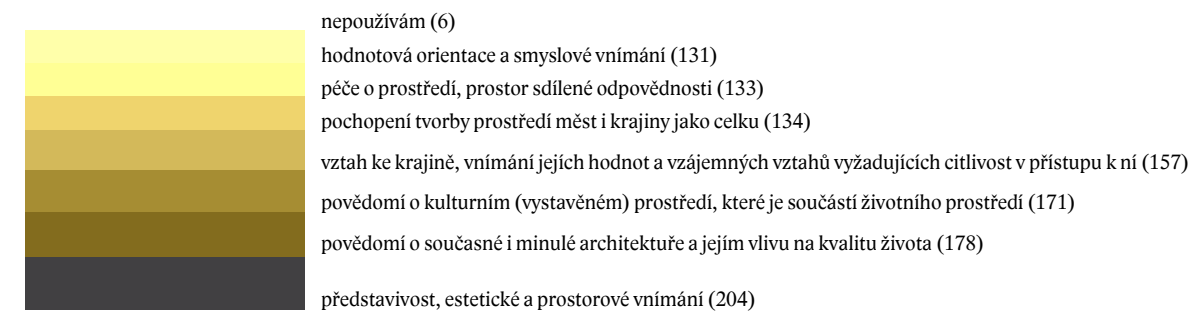 nepoužívám (6)
hodnotová orientace a smyslové vnímání (131)
péče o prostředí, prostor sdílené odpovědnosti (133)
pochopení tvorby prostředí měst i krajiny jako celku (134)
vztah ke krajině, vnímání jejích hodnot a vzájemných vztahů vyžadujících citlivost v přístupu k ní (157)
povědomí o kulturním (vystavěném) prostředí, které je součástí životního prostředí (171)
povědomí o současné i minulé architektuře a jejím vlivu na kvalitu života (178)
představivost, estetické a prostorové vnímání (204)